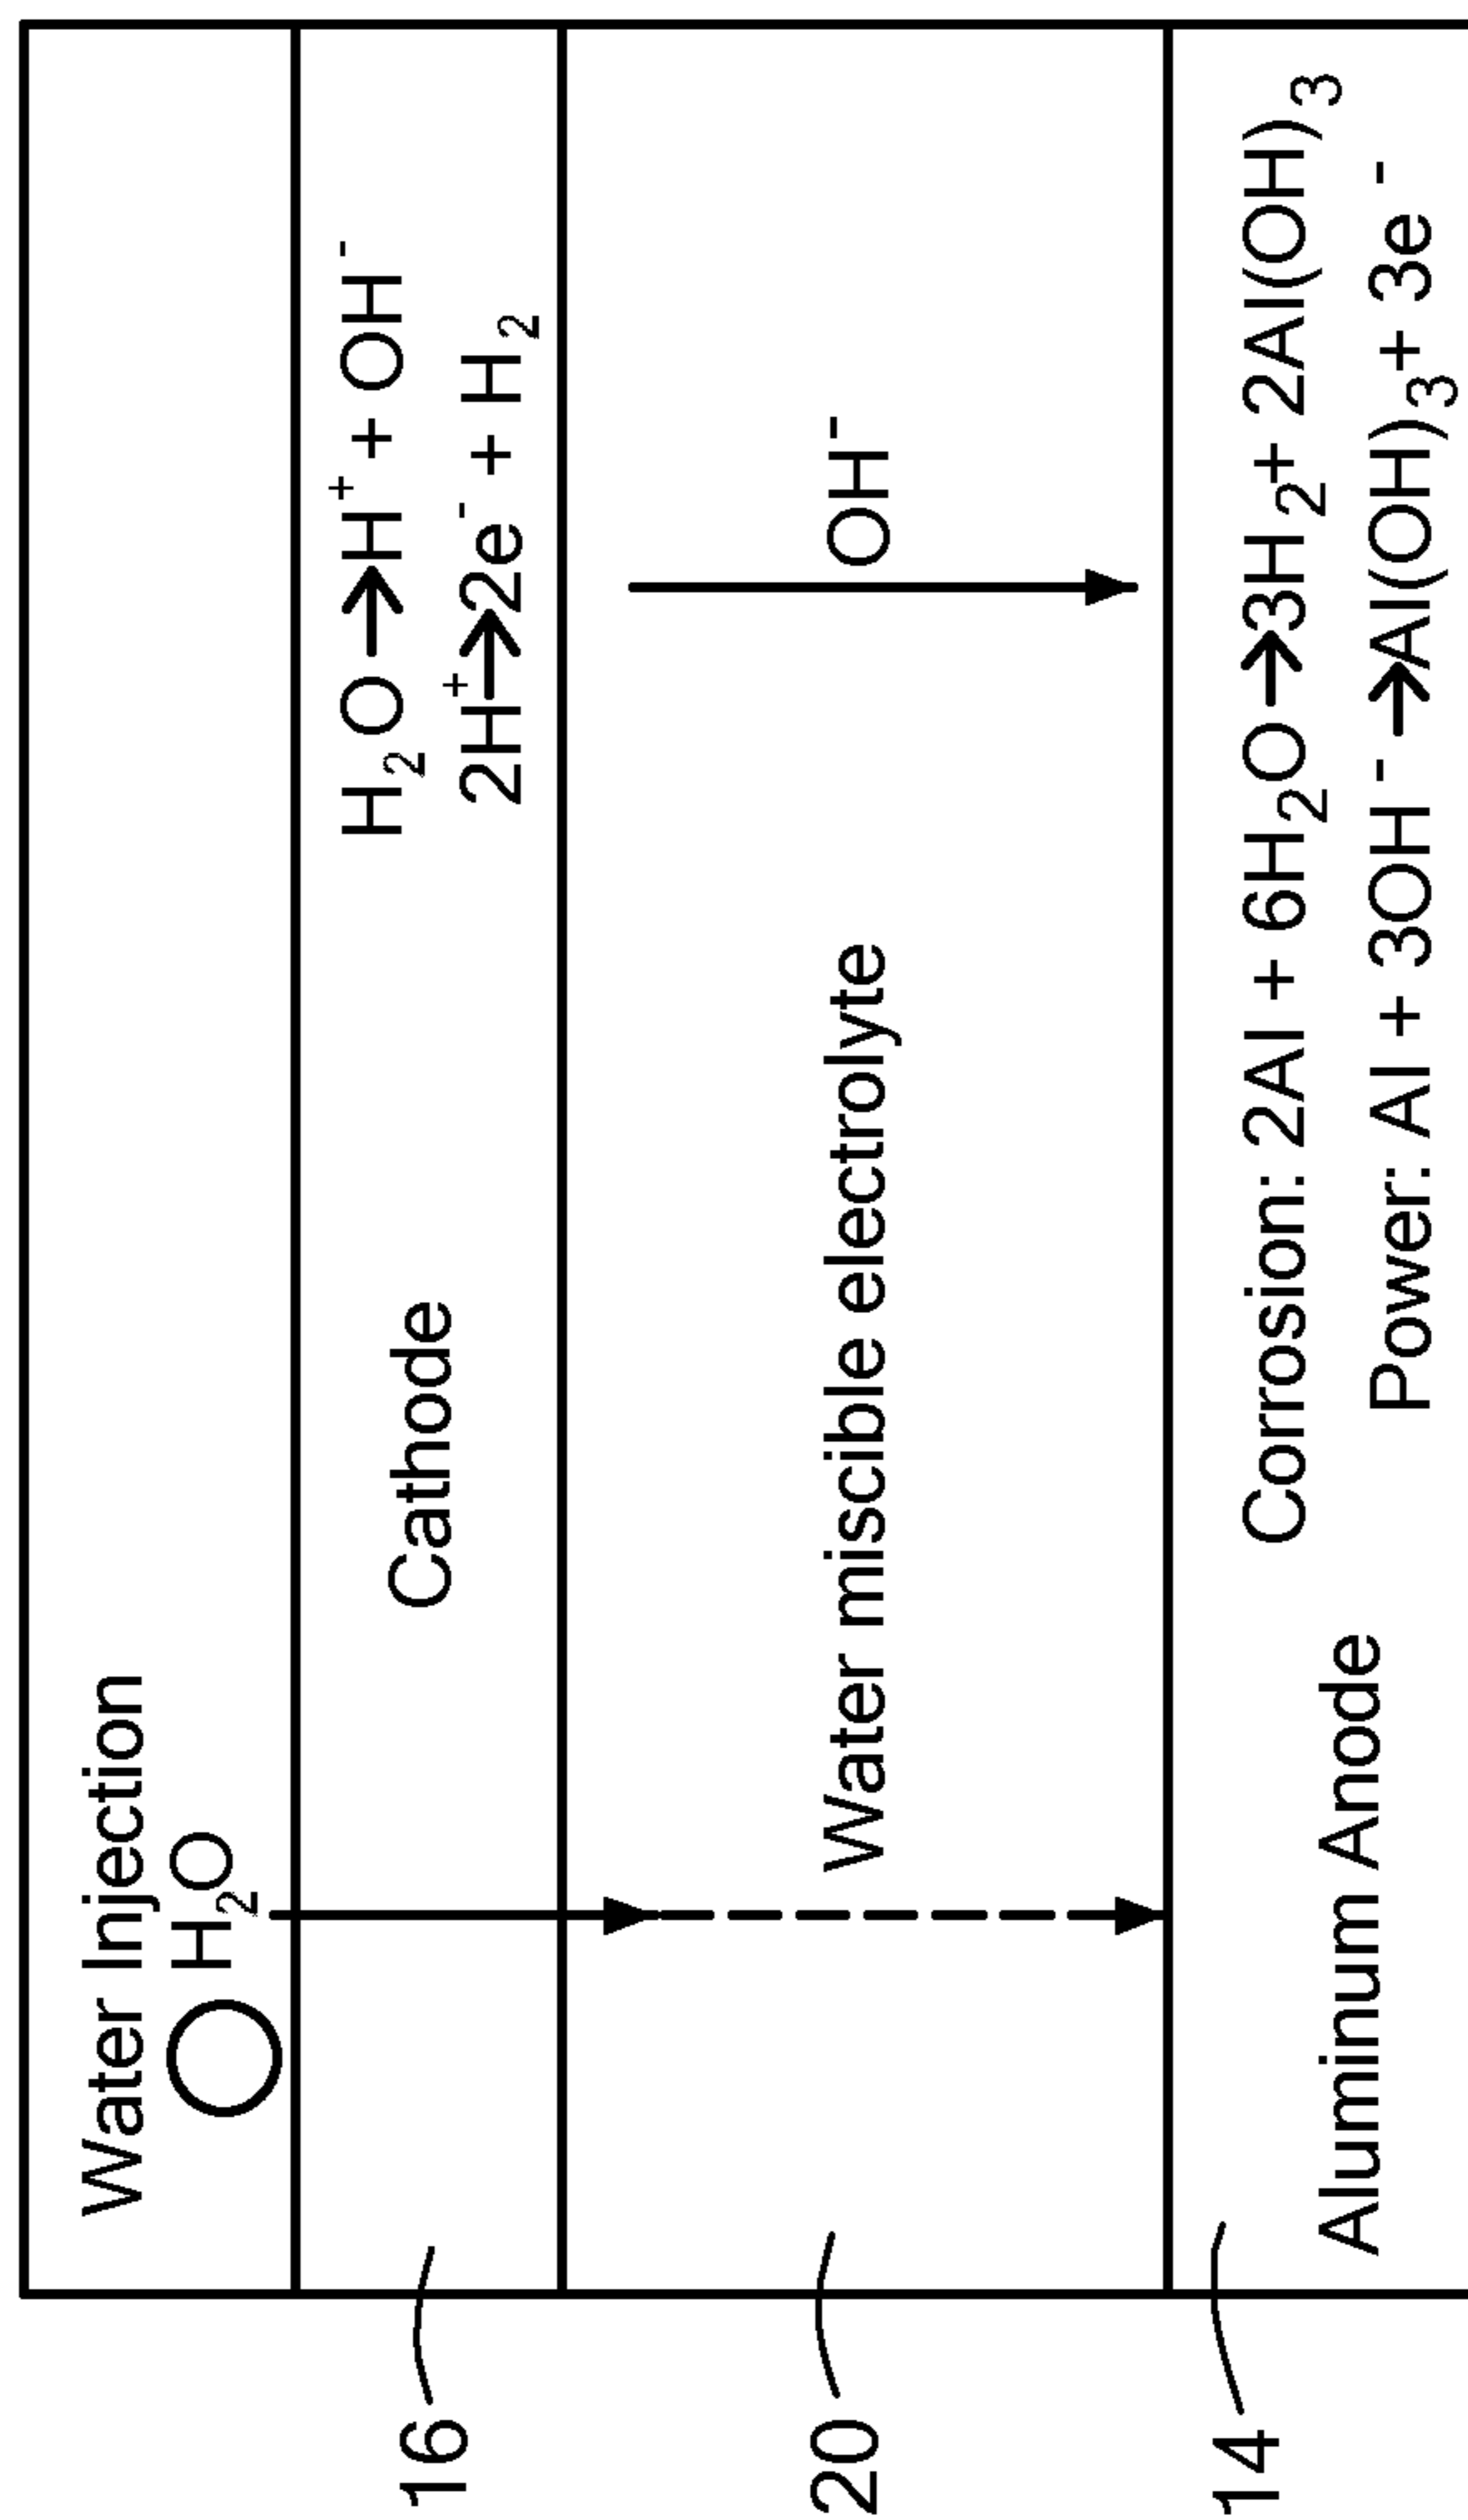 Water Injection
H₂O
16
Cathode
H₂O→H⁺ + OH⁻
2H⁺→2e⁻ + H₂
20
Water miscible electrolyte
OH⁻
14
Aluminum Anode
Corrosion: 2Al + 6H₂O→3H₂+ 2Al(OH)₃
Power: Al + 3OH⁻→Al(OH)₃+ 3e⁻